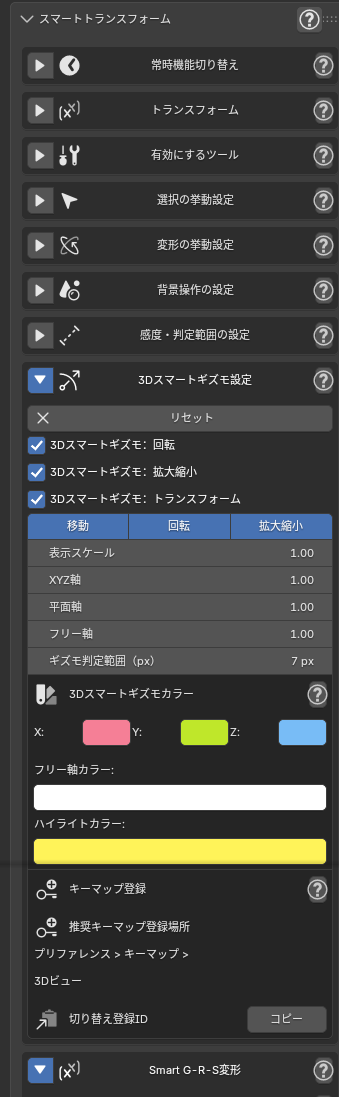 スマートトランスフォーム
常時機能切り替え
トランスフォーム
有効にするツール
選択の挙動設定
変形の挙動設定
背景操作の設定
感度・判定範囲の設定
3Dスマートギズモ設定
リセット
3Dスマートギズモ：回転
3Dスマートギズモ：拡大縮小
3Dスマートギズモ：トランスフォーム
移動 回転 拡大縮小
表示スケール 1.00
XYZ軸 1.00
平面軸 1.00
フリー軸 1.00
ギズモ判定範囲（px） 7 px
3Dスマートギズモカラー
X: Y: Z:
フリー軸カラー:
ハイライトカラー:
キーマップ登録
推奨キーマップ登録場所
プリファレンス > キーマップ >
3Dビュー
切り替え登録ID コピー
Smart G-R-S変形